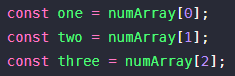 const one = numArray[0];
const two = numArray[1];
const three = numArray[2];